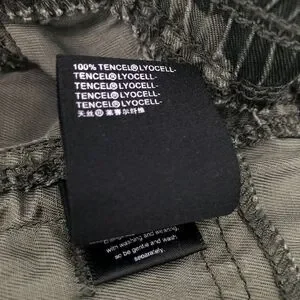 100% TENCEL®LYOCELL-
TENCEL®LYOCELL-
TENCEL®LYOCELL-
TENCEL®LYOCELL-
TENCEL®LYOCELL-
天丝®莱赛尔纤维
with washing and wearing,
so be gentle and wash
separately.